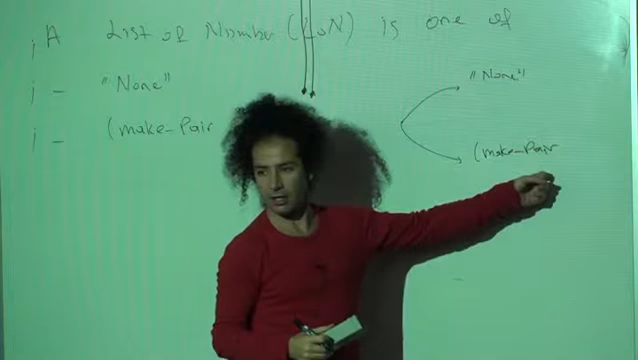 ; A List of Number (LoN) is one of
; - "None"
; - (make-Pair
"None"
(make-Pair